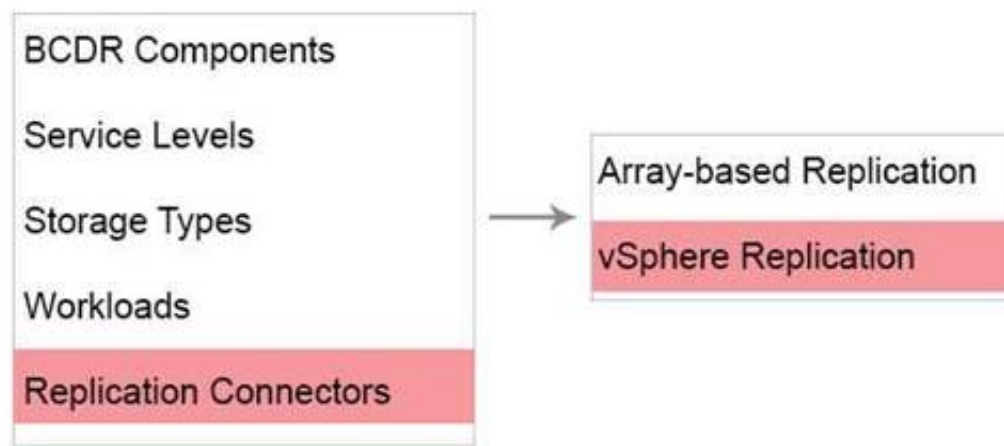 BCDR Components
Service Levels
Storage Types
Workloads
Replication Connectors
Array-based Replication
vSphere Replication